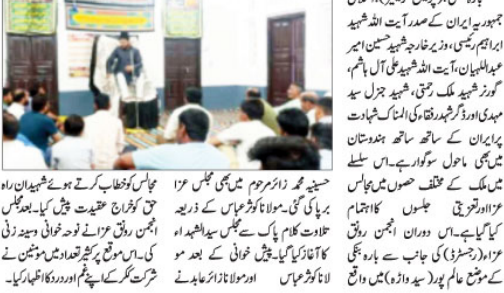 جمہوریہ ایران کے صدر آیت اللہ شہید
ابراہیم رئیسی، وزیر خارجہ شہید حسین امیر
عبداللہیان، آیت اللہ شہید علی آل ہاشم،
گورنر شہید ملک رحمتی، شہید جنرل سید
مہدی اور ڈگر شہدر فقاء کی المناک شہادت
پر ایران کے ساتھ ساتھ ہندوستان
میں بھی ماحول سوگوار ہے۔ اس سلسلے
میں ملک کے مختلف حصوں میں مجالس
عزا اور تعزیتی جلسوں کا اہتمام
کیا گیا ہے۔ اس دوران انجمن رونق
عزاء (رجسٹرڈ) کی جانب سے بارہ بنکی
کے موضع عالم پور (سید واڑہ) میں واقع
حسینیہ محمد زائر مرحوم میں بھی مجلس عزا
برپا کی گئی۔ مولانا کوثر عباس کے ذریعہ
تلاوت کلام پاک سے مجلس سید الشہداء
کا آغاز کیا گیا۔ پیش خوانی کے بعد مو
لانا کوثر عباس اور مولانا زائر عابد نے
مجالس کو خطاب کرتے ہوئے شہیدان راہ
حق کو خراج عقیدت پیش کیا۔ بعد مجلس
انجمن رونق عزا نے نوحہ خوانی و سینہ زنی
کی۔ اس موقع پر کثیر تعداد میں مومنین نے
شرکت کر کے اپنے غم اور درد کا اظہار کیا۔